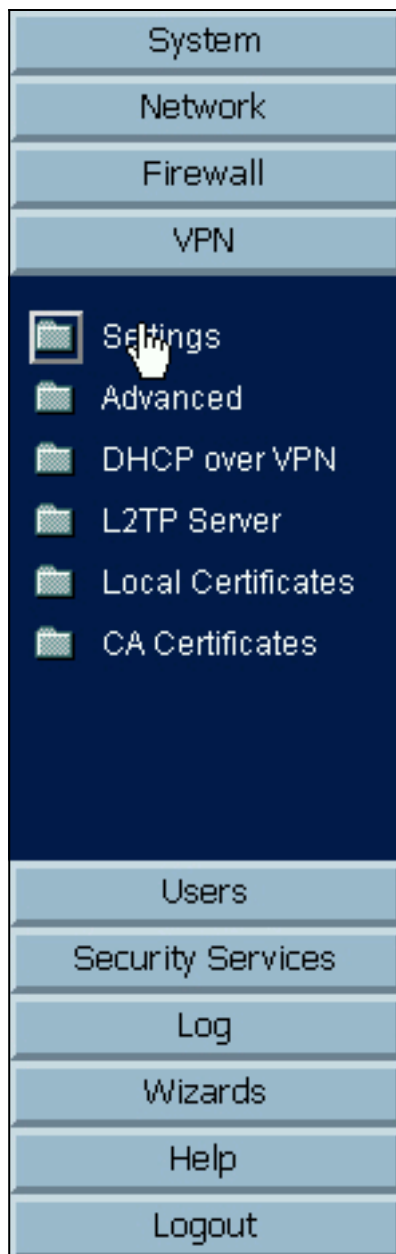 System
Network
Firewall
VPN
Settings
Advanced
DHCP over VPN
L2TP Server
Local Certificates
CA Certificates
Users
Security Services
Log
Wizards
Help
Logout